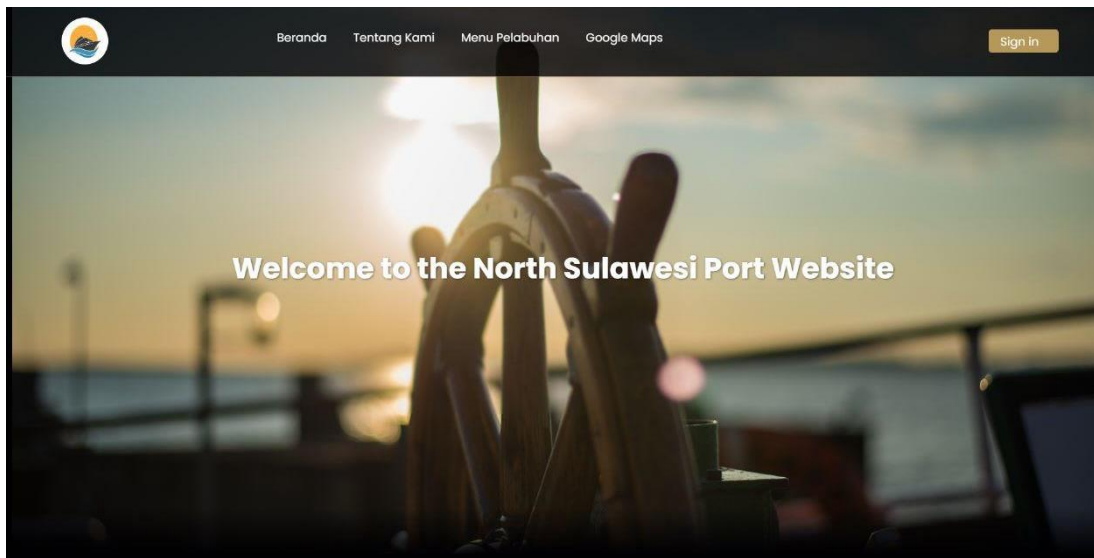 Beranda Tentang Kami Menu Pelabuhan Google Maps Sign in
Welcome to the North Sulawesi Port Website